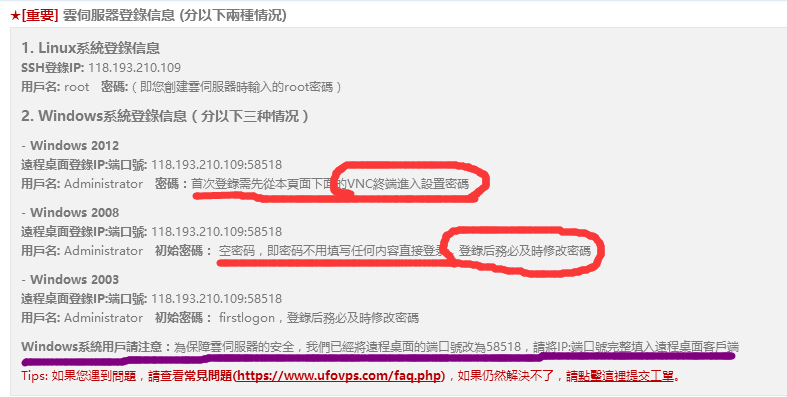 ★[重要] 雲伺服器登錄信息 (分以下兩種情况)
1. Linux系統登錄信息
SSH登錄IP: 118.193.210.109
用戶名: root 密碼:（即您創建雲伺服器時輸入的root密碼）
2. Windows系統登錄信息（分以下三种情况）
- Windows 2012
遠程桌面登錄IP:端口號: 118.193.210.109:58518
用戶名: Administrator 密碼：首次登錄需先從本頁面下面的VNC終端進入設置密碼
- Windows 2008
遠程桌面登錄IP:端口號: 118.193.210.109:58518
用戶名: Administrator 初始密碼： 空密码，即密码不用填写任何内容直接登录，登錄后務必及時修改密碼
- Windows 2003
遠程桌面登錄IP:端口號: 118.193.210.109:58518
用戶名: Administrator 初始密碼： firstlogon，登錄后務必及時修改密碼
Windows系統用戶請注意：為保障雲伺服器的安全，我們已經將遠程桌面的端口號改為58518，請將IP:端口號完整填入遠程桌面客戶端
Tips: 如果您遇到問題，請查看常見問題(https://www.ufovps.com/faq.php)，如果仍然解決不了，請點擊這裡提交工單。